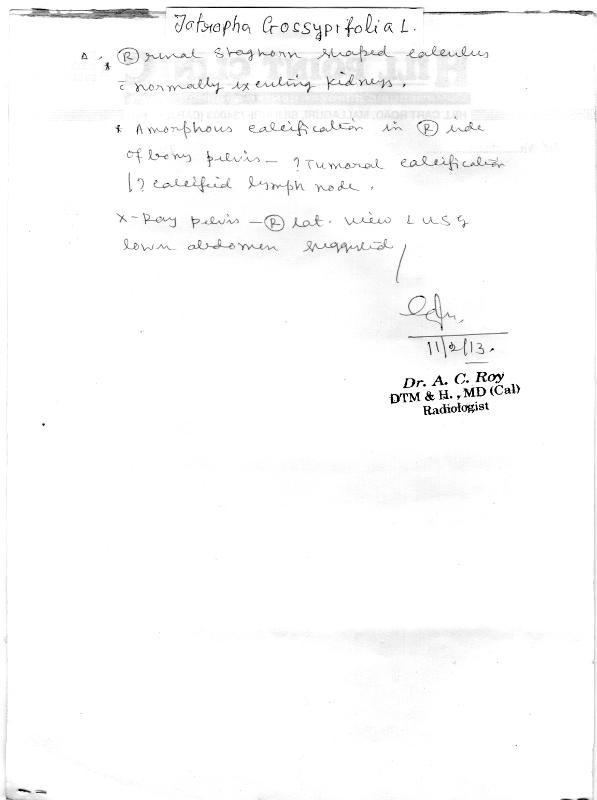 Jatropha Gossypifolia L.
Δ. * Ⓡ renal staghorn shaped calculus
c̄ normally excreting kidneys.
* Amorphous calcification in Ⓡ side
of bony pelvis – ? Tumoral calcification
/ ? calcified lymph node.
X-Ray pelvis – Ⓡ lat. view & USG
lown abdomen suggested
11/2/13.
Dr. A. C. Roy
DTM & H. , MD (Cal)
Radiologist